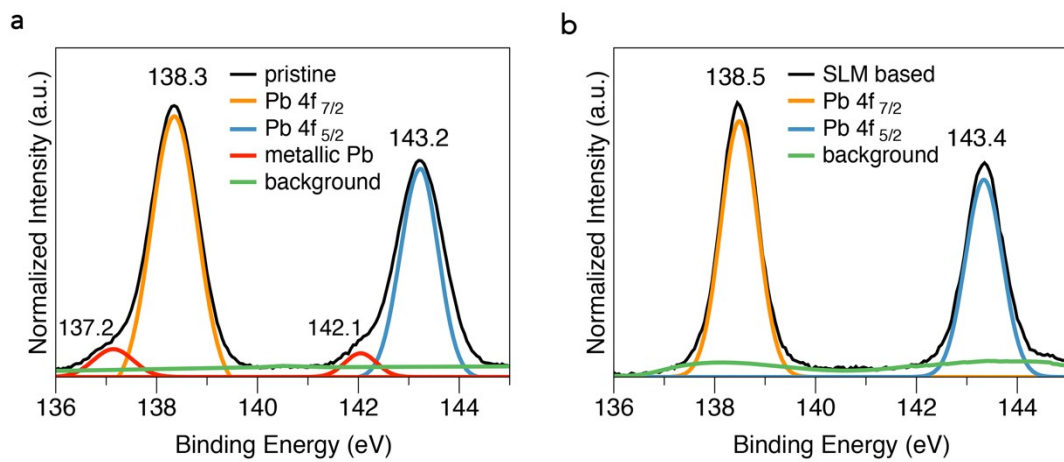 a
138.3
pristine
Pb 4f 7/2
Pb 4f 5/2
metallic Pb
background
143.2
137.2
142.1
Normalized Intensity (a.u.)
136 138 140 142 144
Binding Energy (eV)
b
138.5
SLM based
Pb 4f 7/2
Pb 4f 5/2
background
143.4
Normalized Intensity (a.u.)
136 138 140 142 144
Binding Energy (eV)